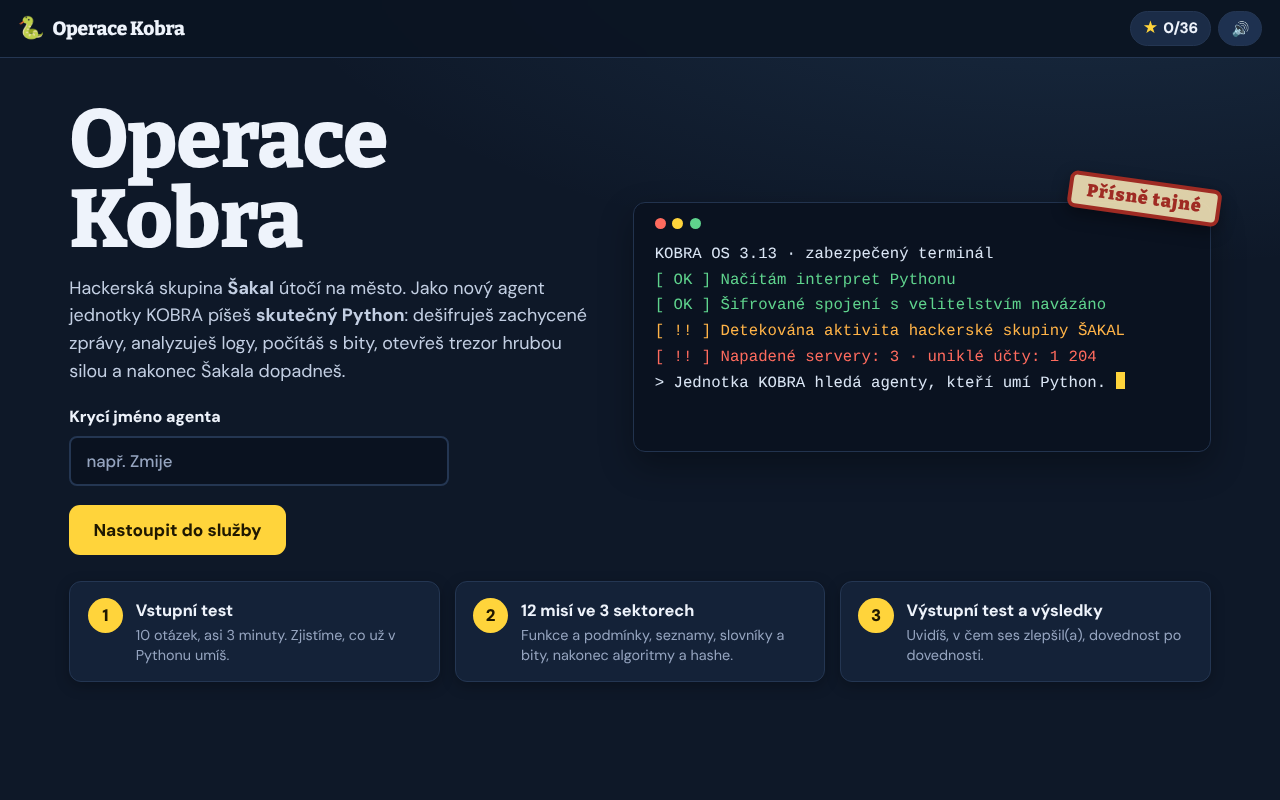 Operace Kobra
★ 0/36
Operace
Kobra
Hackerská skupina Šakal útočí na město. Jako nový agent
jednotky KOBRA píšeš skutečný Python: dešifruješ zachycené
zprávy, analyzuješ logy, počítáš s bity, otevřeš trezor hrubou
silou a nakonec Šakala dopadneš.
Krycí jméno agenta
např. Zmije
Nastoupit do služby
Přísně tajné
KOBRA OS 3.13 · zabezpečený terminál
[ OK ] Načítám interpret Pythonu
[ OK ] Šifrované spojení s velitelstvím navázáno
[ !! ] Detekována aktivita hackerské skupiny ŠAKAL
[ !! ] Napadené servery: 3 · uniklé účty: 1 204
> Jednotka KOBRA hledá agenty, kteří umí Python.
1
Vstupní test
10 otázek, asi 3 minuty. Zjistíme, co už v
Pythonu umíš.
2
12 misí ve 3 sektorech
Funkce a podmínky, seznamy, slovníky a
bity, nakonec algoritmy a hashe.
3
Výstupní test a výsledky
Uvidíš, v čem ses zlepšil(a), dovednost po
dovednosti.